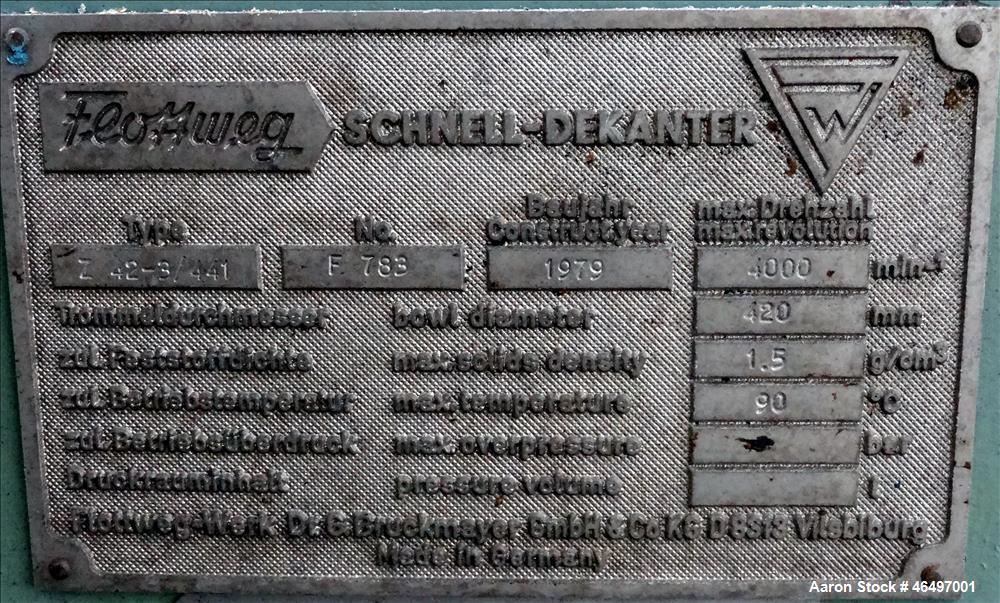 Flottweg SCHNELL-DEKANTER W
Type No. Baujahr max. Drehzahl
Construct.year max.revolution
Z 42-3/441 F. 783 1979 4000 min⁻¹
Trommeldurchmesser bowl diameter 420 mm
zul. Feststoffdichte max.solids density 1.5 g/cm³
zul. Betriebstemperatur max.temperature 90 °C
zul. Betriebsüberdruck max.overpressure bar
Druckrauminhalt pressure volume l
Flottweg-Werk Dr. G. Bruckmayer GmbH & Co KG D 8313 Vilsbiburg
Made in Germany
Aaron Stock # 46497001